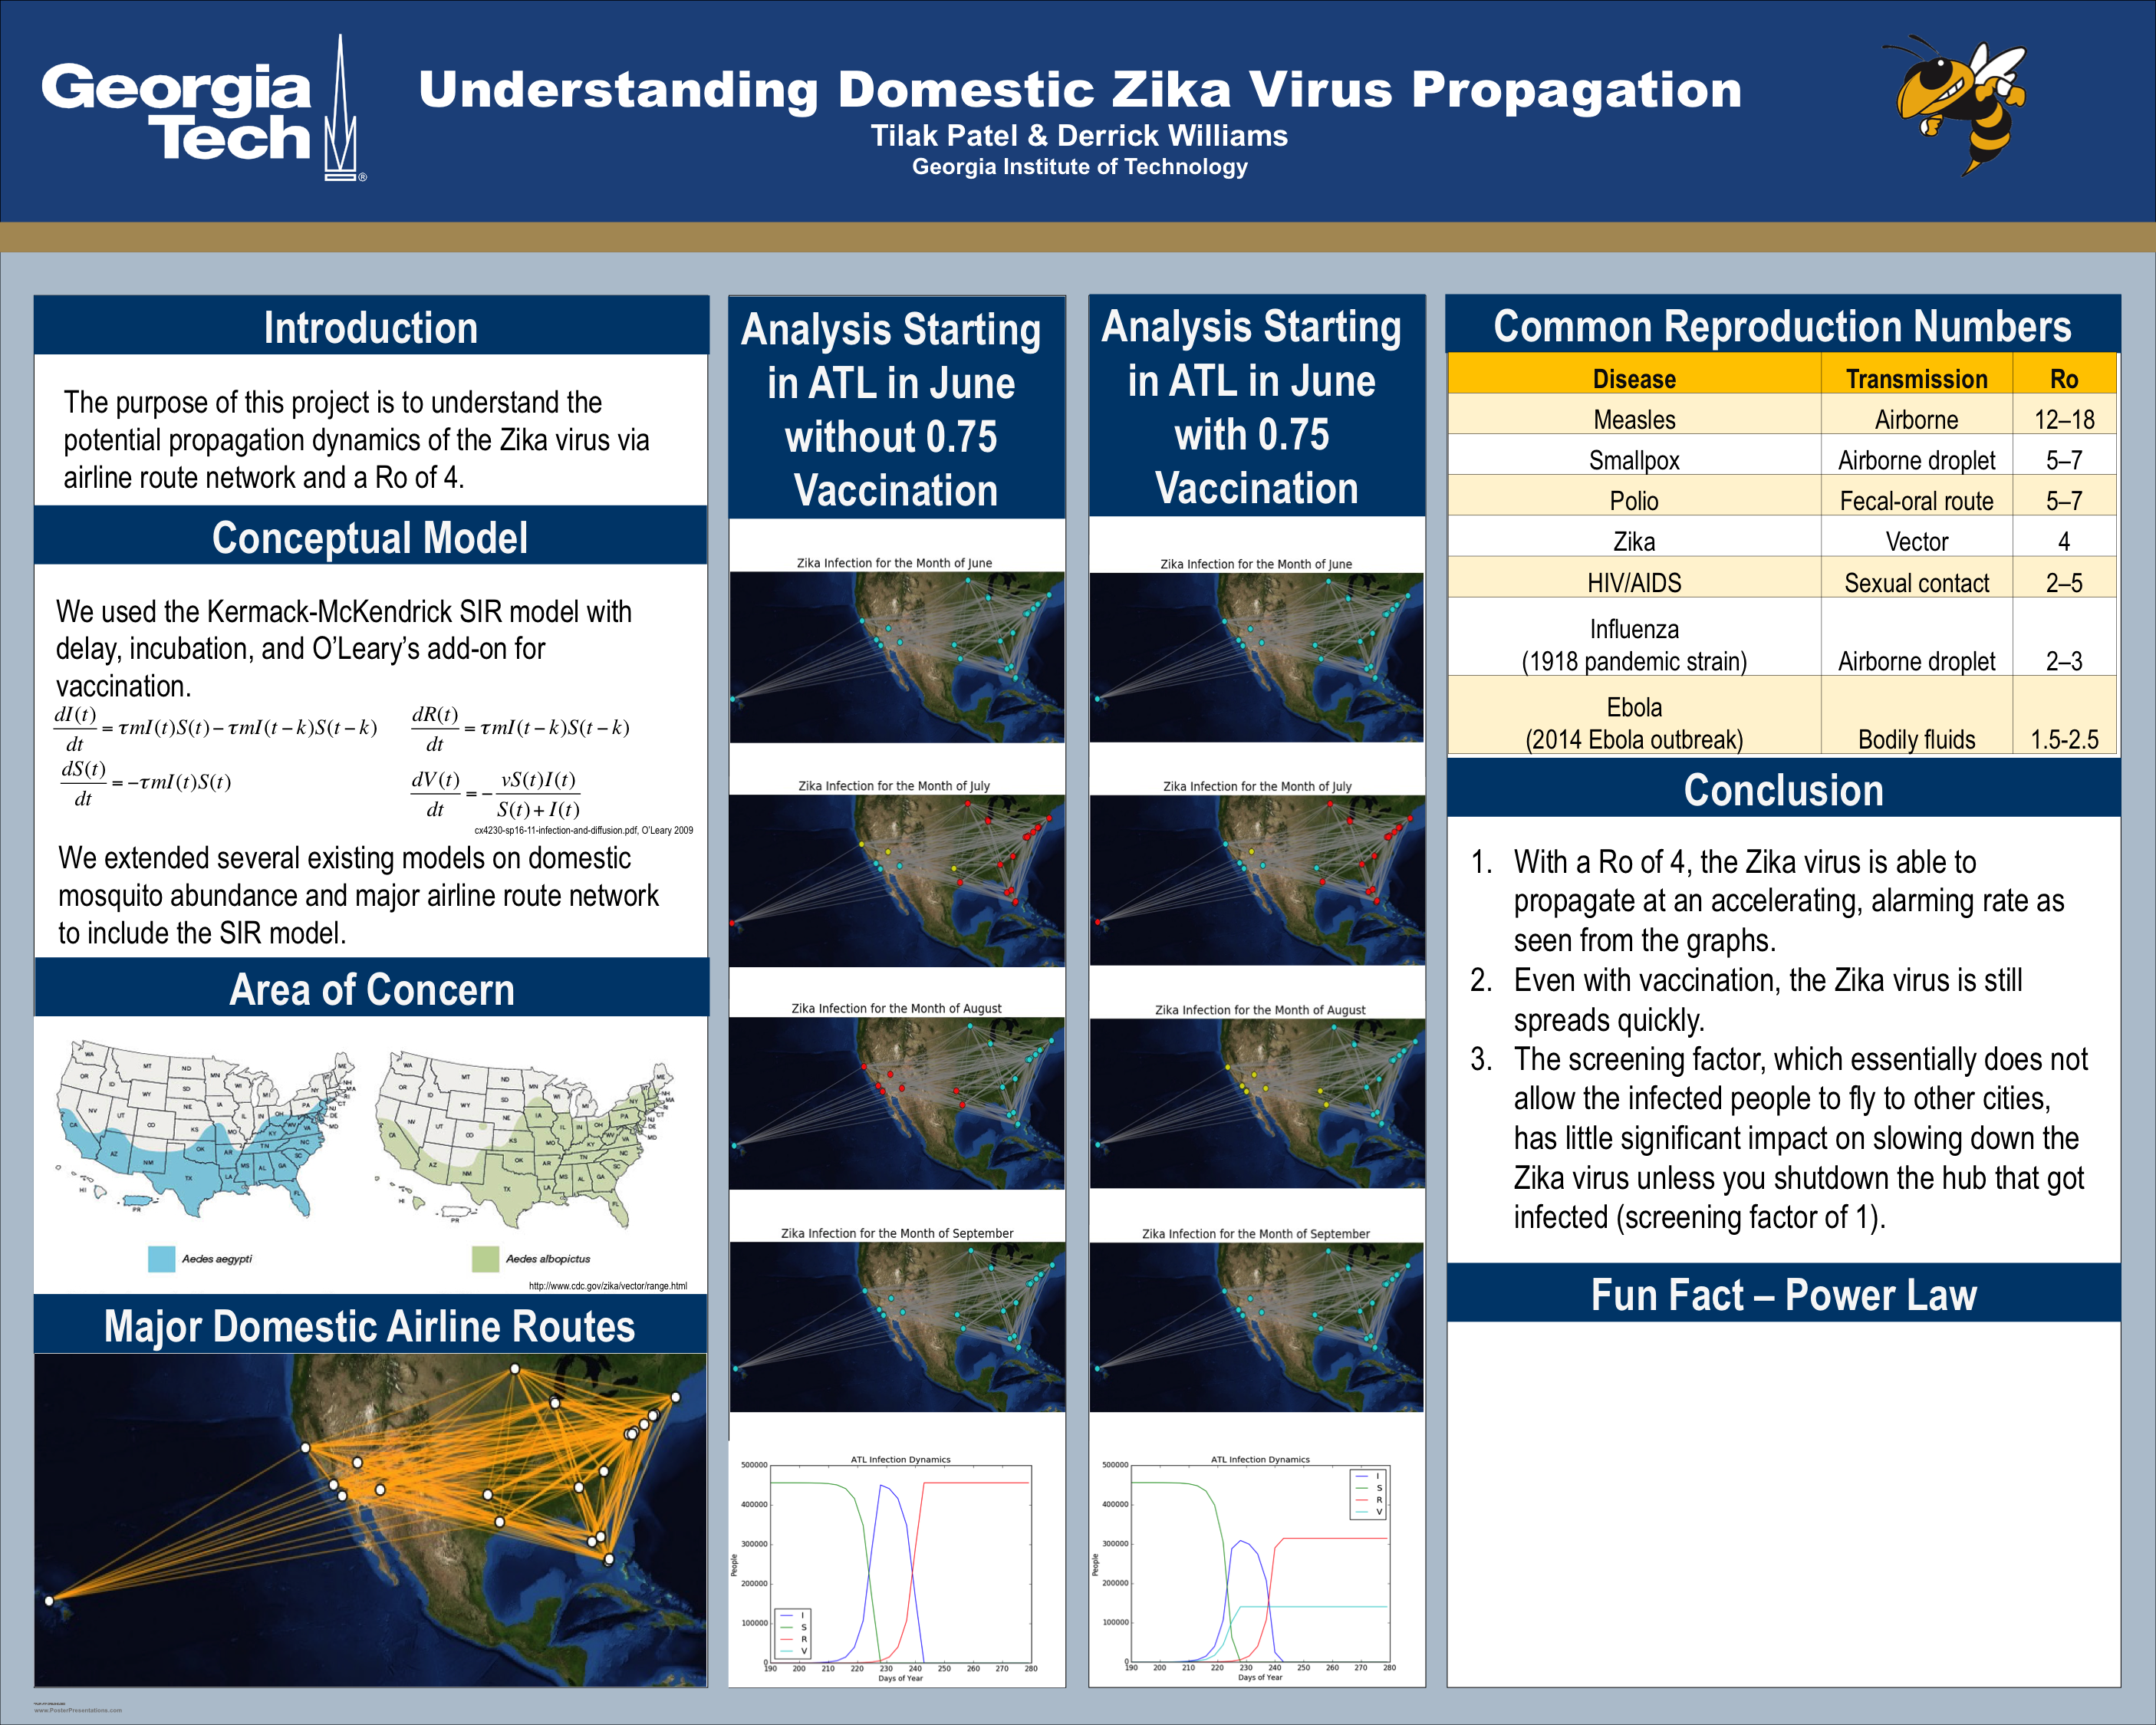 Georgia
Tech
®
Understanding Domestic Zika Virus Propagation
Tilak Patel & Derrick Williams
Georgia Institute of Technology
Introduction
The purpose of this project is to understand the
potential propagation dynamics of the Zika virus via
airline route network and a Ro of 4.
Conceptual Model
We used the Kermack-McKendrick SIR model with
delay, incubation, and O'Leary's add-on for
vaccination.
dI(t)/dt = τmI(t)S(t) – τmI(t – k)S(t – k)
dR(t)/dt = τmI(t – k)S(t – k)
dS(t)/dt = –τmI(t)S(t)
dV(t)/dt = – vS(t)I(t)/S(t)+I(t)
cx4230-sp16-11-infection-and-diffusion.pdf, O'Leary 2009
We extended several existing models on domestic
mosquito abundance and major airline route network
to include the SIR model.
Area of Concern
Aedes aegypti
Aedes albopictus
http://www.cdc.gov/zika/vector/range.html
Major Domestic Airline Routes
Analysis Starting
in ATL in June
without 0.75
Vaccination
Zika Infection for the Month of June
Zika Infection for the Month of July
Zika Infection for the Month of August
Zika Infection for the Month of September
ATL Infection Dynamics
500000
400000
300000
200000
100000
0
People
I
S
R
V
190 200 210 220 230 240 250 260 270 280
Days of Year
Analysis Starting
in ATL in June
with 0.75
Vaccination
Zika Infection for the Month of June
Zika Infection for the Month of July
Zika Infection for the Month of August
Zika Infection for the Month of September
ATL Infection Dynamics
500000
400000
300000
200000
100000
0
People
I
S
R
V
190 200 210 220 230 240 250 260 270 280
Days of Year
Common Reproduction Numbers
Disease Transmission Ro
Measles Airborne 12–18
Smallpox Airborne droplet 5–7
Polio Fecal-oral route 5–7
Zika Vector 4
HIV/AIDS Sexual contact 2–5
Influenza
(1918 pandemic strain) Airborne droplet 2–3
Ebola
(2014 Ebola outbreak) Bodily fluids 1.5-2.5
Conclusion
1. With a Ro of 4, the Zika virus is able to
propagate at an accelerating, alarming rate as
seen from the graphs.
2. Even with vaccination, the Zika virus is still
spreads quickly.
3. The screening factor, which essentially does not
allow the infected people to fly to other cities,
has little significant impact on slowing down the
Zika virus unless you shutdown the hub that got
infected (screening factor of 1).
Fun Fact – Power Law
www.PosterPresentations.com